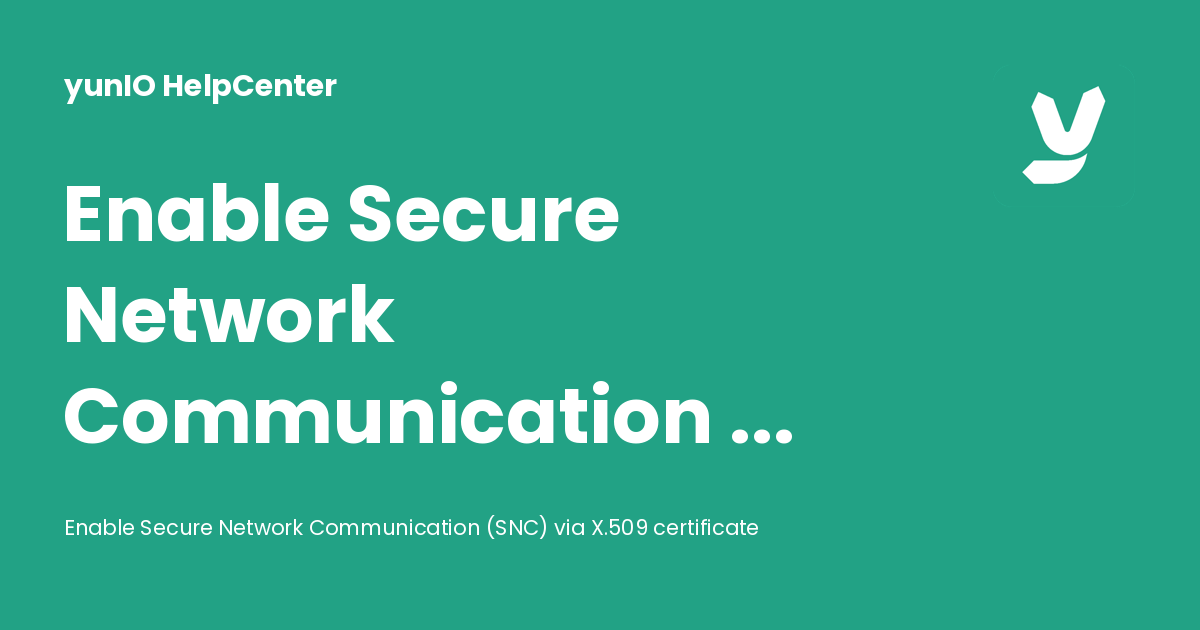 yunIO HelpCenter
Enable Secure
Network
Communication ...
Enable Secure Network Communication (SNC) via X.509 certificate